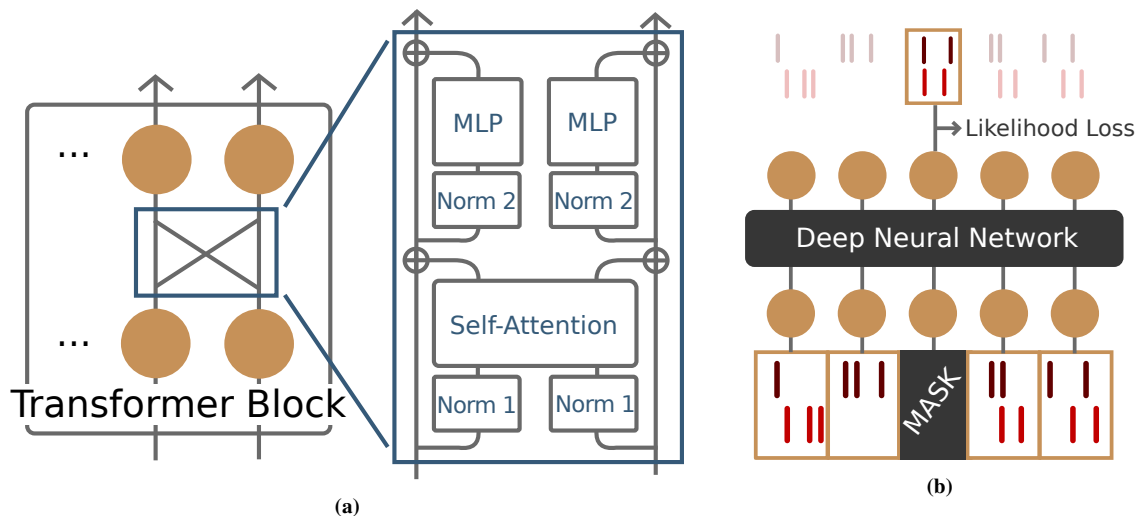 ...
...
Transformer Block
MLP
MLP
Norm 2
Norm 2
Self-Attention
Norm 1
Norm 1
(a)
Likelihood Loss
Deep Neural Network
MASK
(b)